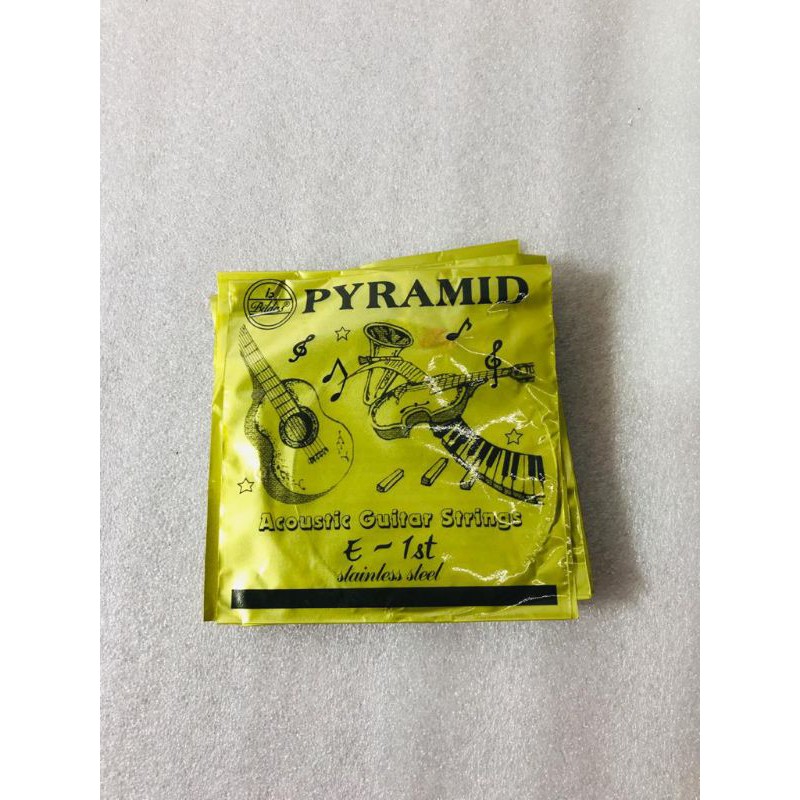 PYRAMID
Acoustic Guitar Strings
E ~ 1st
stainless steel